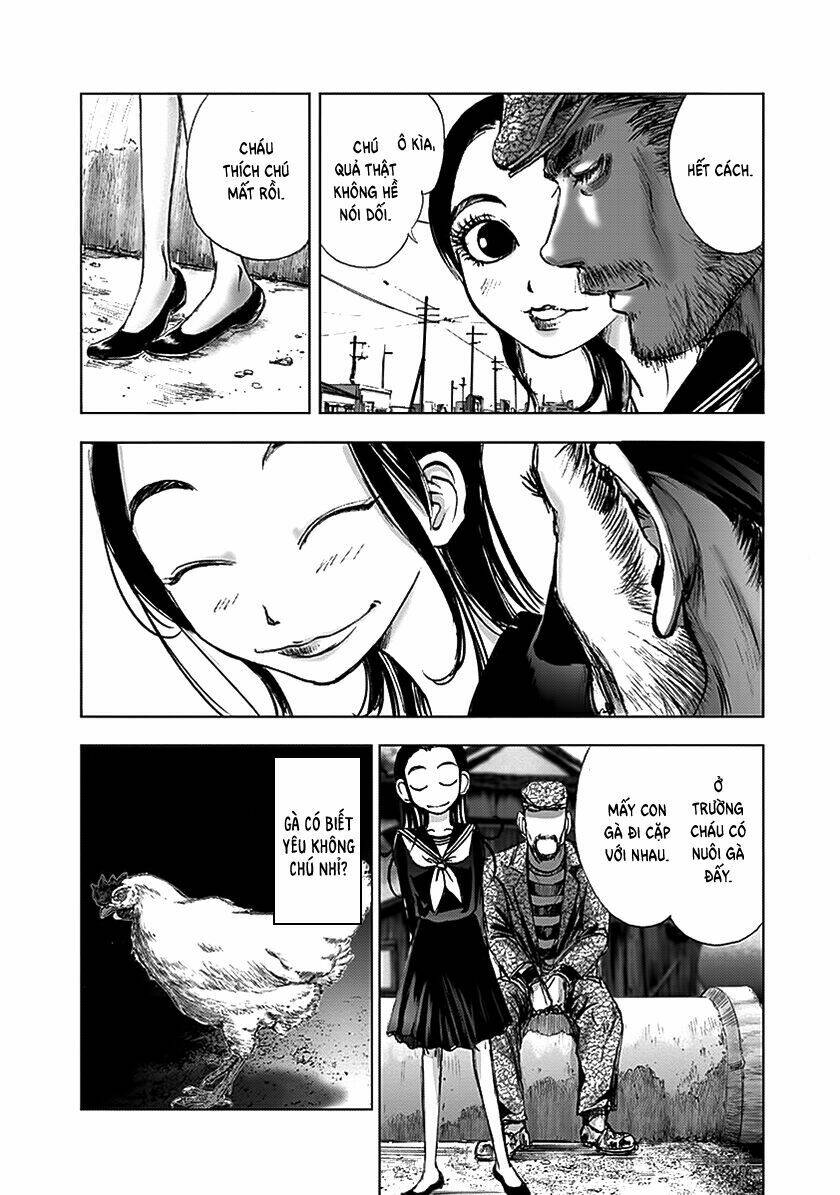 HẾT CÁCH.
Ô KÌA,
CHÚ
QUẢ THẬT
KHÔNG HỀ
NÓI DỐI.
CHÁU
THÍCH CHÚ
MẤT RỒI.
Ở
TRƯỜNG
CHÁU CÓ
NUÔI GÀ
ĐẤY.
MẤY CON
GÀ ĐI CẶP
VỚI NHAU.
GÀ CÓ BIẾT
YÊU KHÔNG
CHÚ NHỈ?